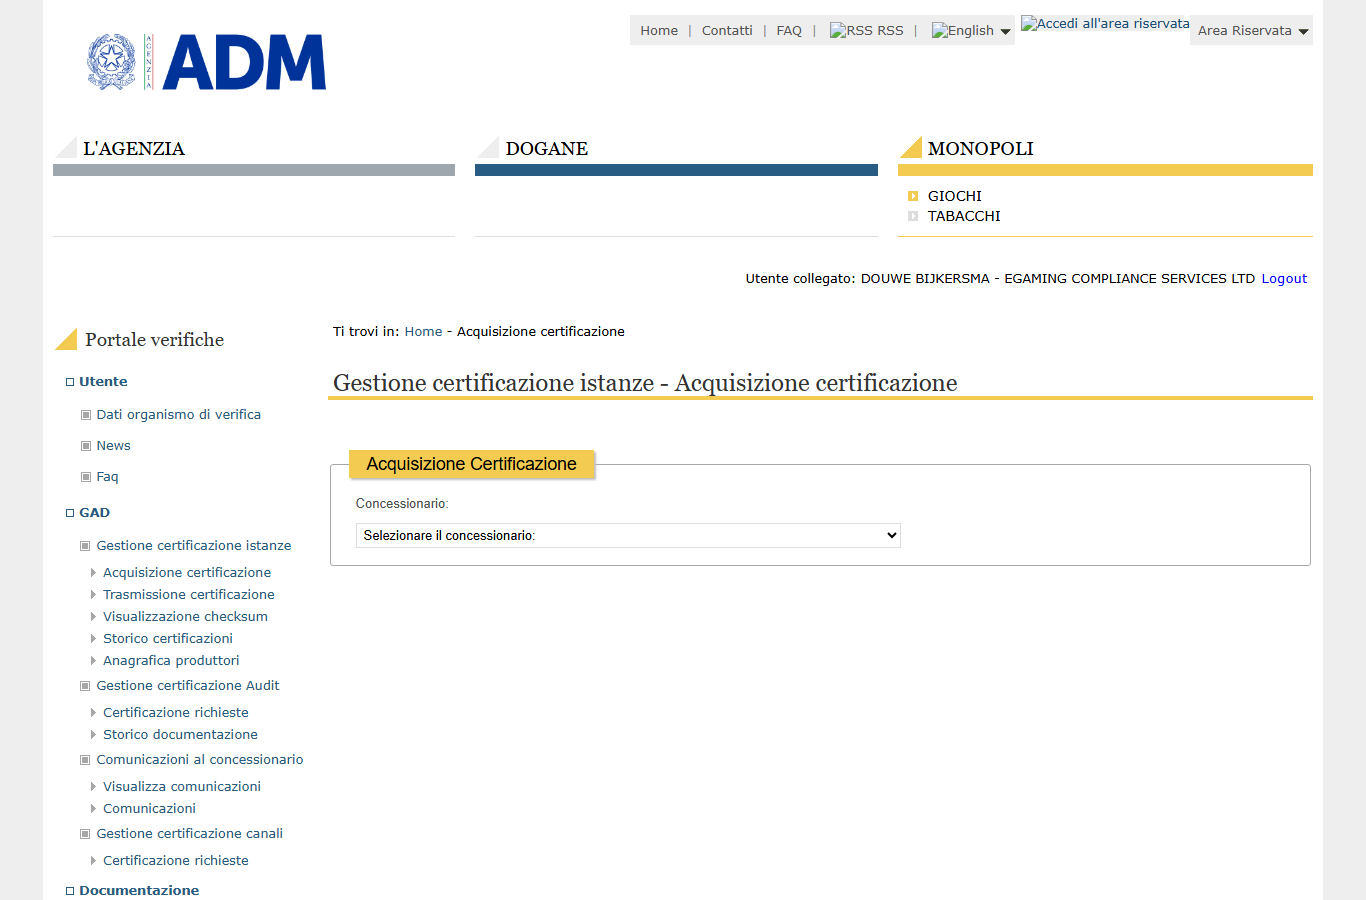 Home | Contatti | FAQ | RSS RSS | English
Accedi all'area riservata
Area Riservata
AGENZIA ADM
L'AGENZIA
DOGANE
MONOPOLI
GIOCHI
TABACCHI
Utente collegato: DOUWE BIJKERSMA - EGAMING COMPLIANCE SERVICES LTD Logout
Portale verifiche
Utente
Dati organismo di verifica
News
Faq
GAD
Gestione certificazione istanze
Acquisizione certificazione
Trasmissione certificazione
Visualizzazione checksum
Storico certificazioni
Anagrafica produttori
Gestione certificazione Audit
Certificazione richieste
Storico documentazione
Comunicazioni al concessionario
Visualizza comunicazioni
Comunicazioni
Gestione certificazione canali
Certificazione richieste
Documentazione
Ti trovi in: Home - Acquisizione certificazione
Gestione certificazione istanze - Acquisizione certificazione
Acquisizione Certificazione
Concessionario:
Selezionare il concessionario: